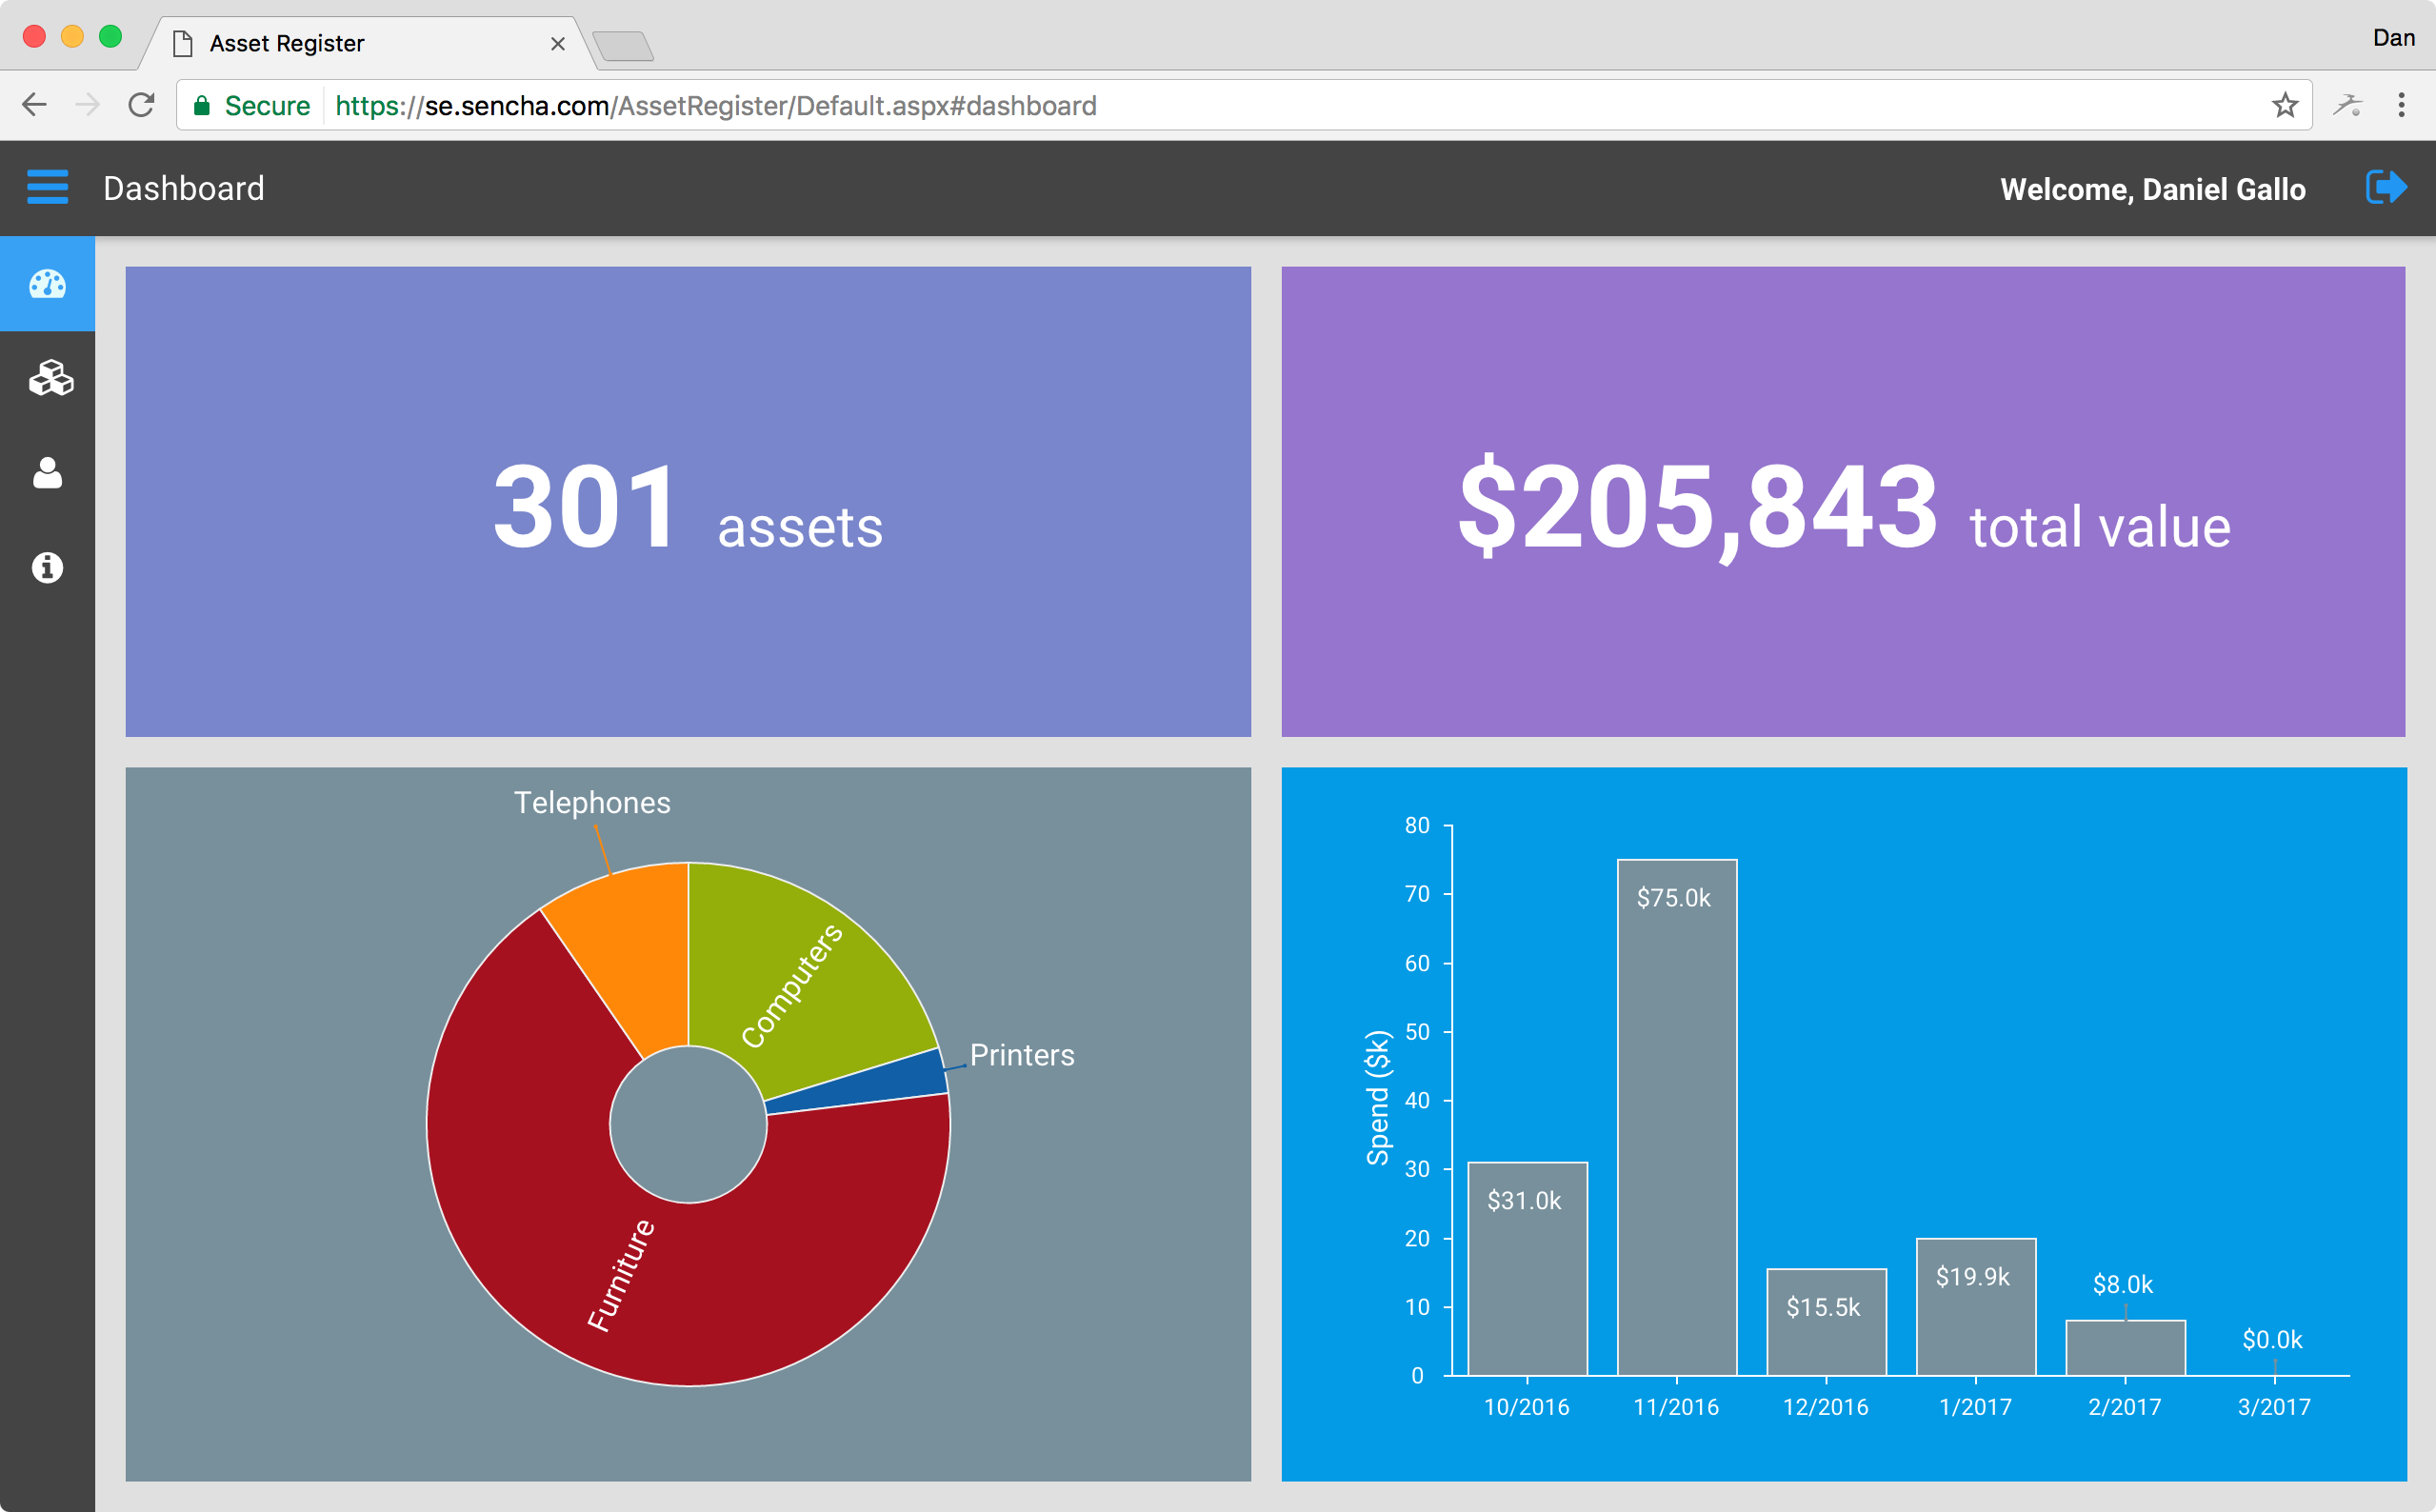 Asset Register
Dan
Secure
https://se.sencha.com/AssetRegister/Default.aspx#dashboard
Dashboard
Welcome, Daniel Gallo
301 assets
$205,843 total value
Telephones
Computers
Printers
Furniture
80
70
60
50
40
30
20
10
0
Spend ($k)
$31.0k
$75.0k
$15.5k
$19.9k
$8.0k
$0.0k
10/2016
11/2016
12/2016
1/2017
2/2017
3/2017